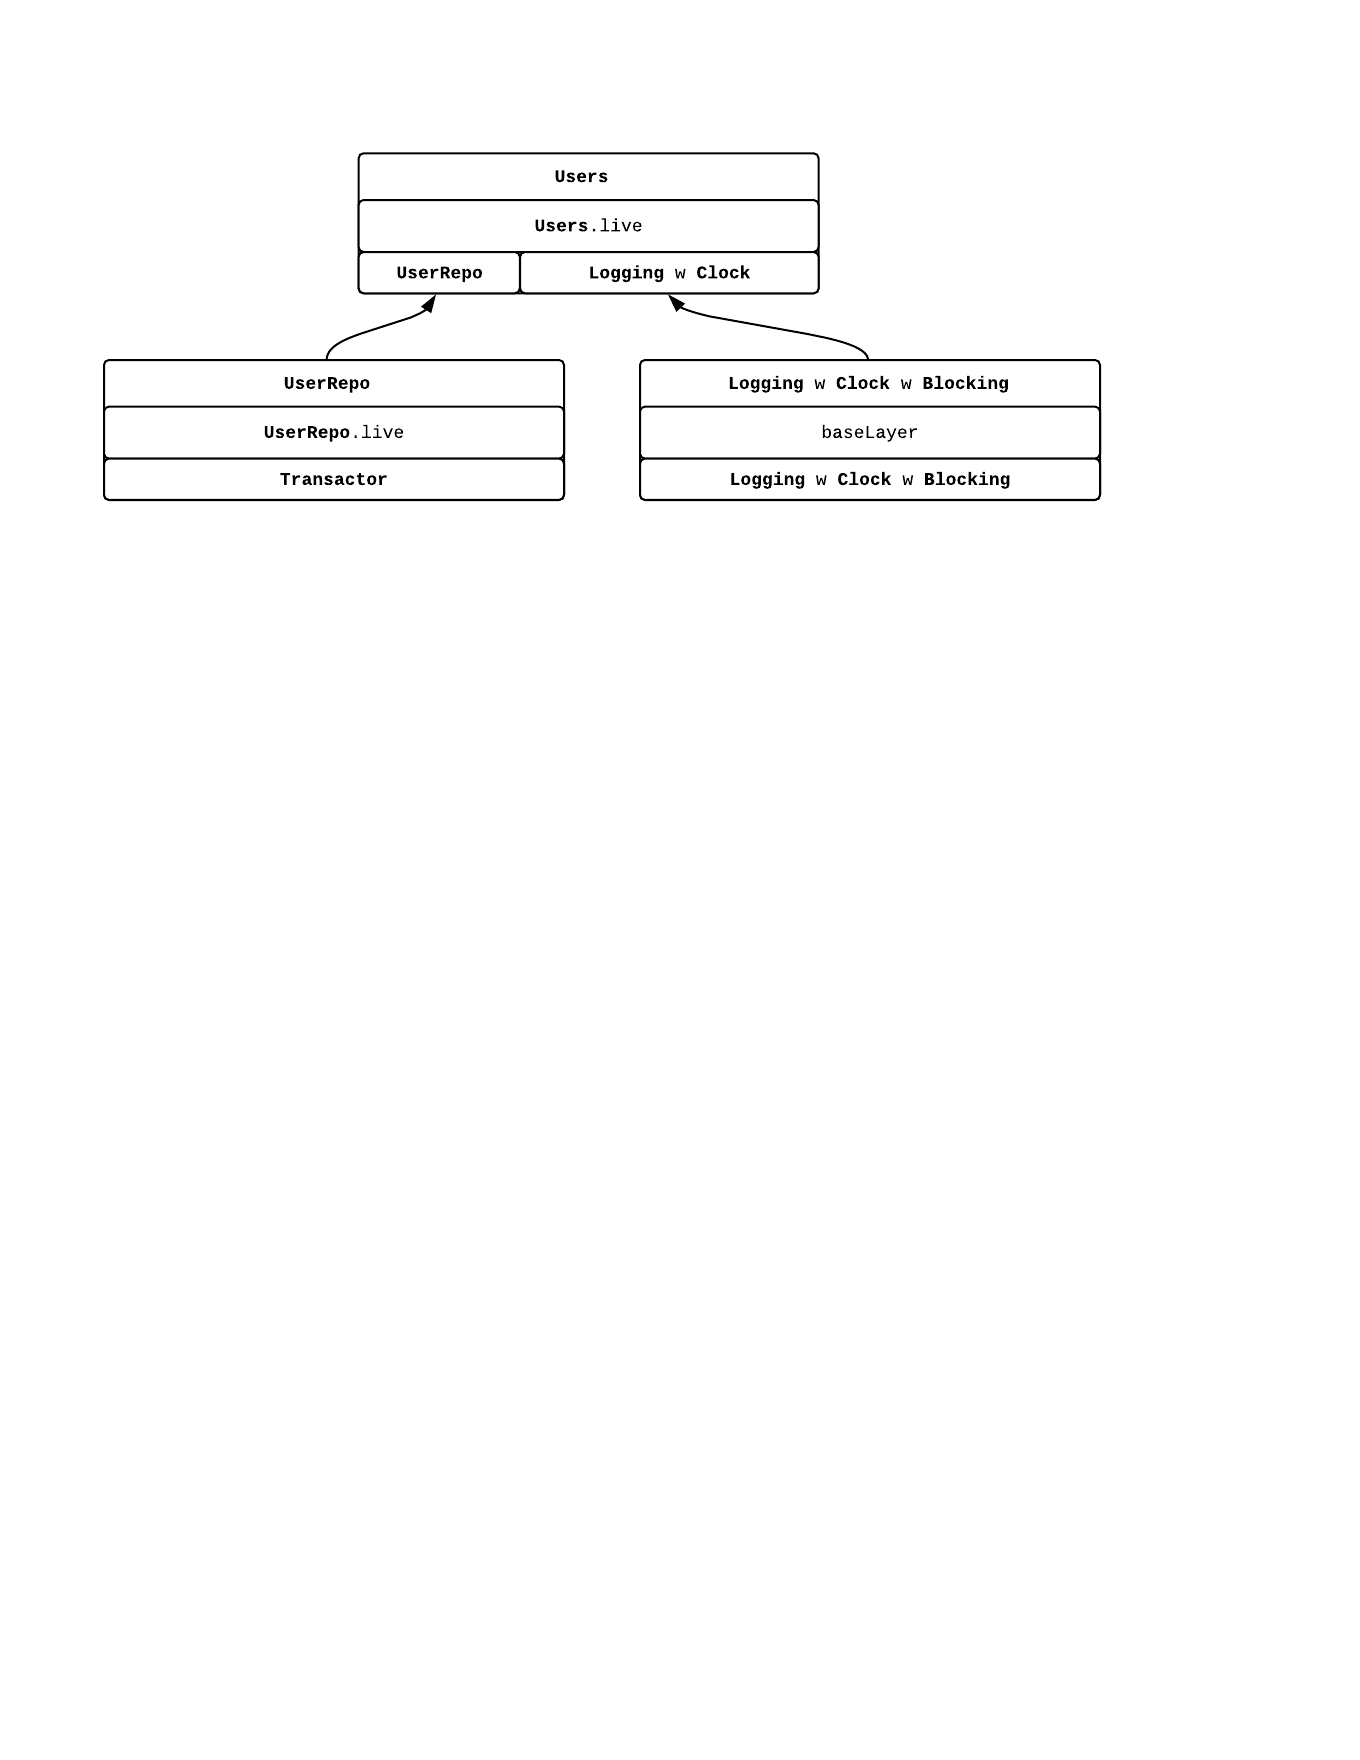 Users
Users.live
UserRepo
Logging w Clock
UserRepo
UserRepo.live
Transactor
Logging w Clock w Blocking
baseLayer
Logging w Clock w Blocking